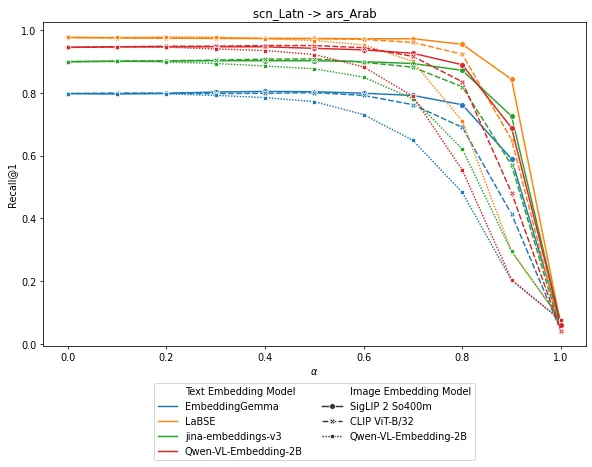 scn_Latn -> ars_Arab
Recall@1
1.0
0.8
0.6
0.4
0.2
0.0
0.0 0.2 0.4 0.6 0.8 1.0
α
Text Embedding Model Image Embedding Model
EmbeddingGemma SigLIP 2 So400m
LaBSE CLIP ViT-B/32
jina-embeddings-v3 Qwen-VL-Embedding-2B
Qwen-VL-Embedding-2B